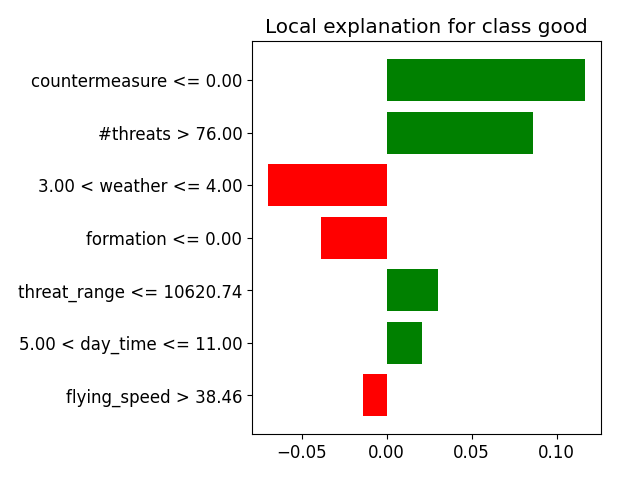 Local explanation for class good
countermeasure <= 0.00
#threats > 76.00
3.00 < weather <= 4.00
formation <= 0.00
threat_range <= 10620.74
5.00 < day_time <= 11.00
flying_speed > 38.46
−0.05 0.00 0.05 0.10